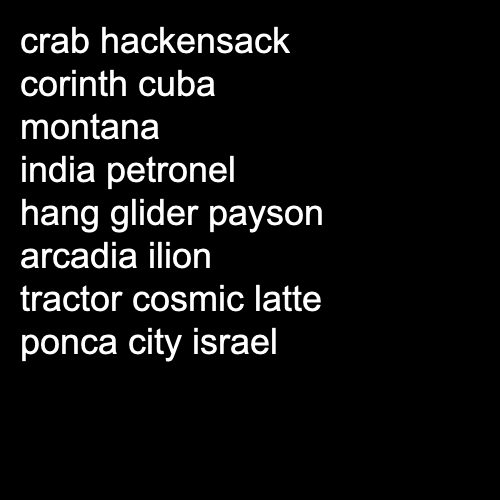 crab hackensack
corinth cuba
montana
india petronel
hang glider payson
arcadia ilion
tractor cosmic latte
ponca city israel